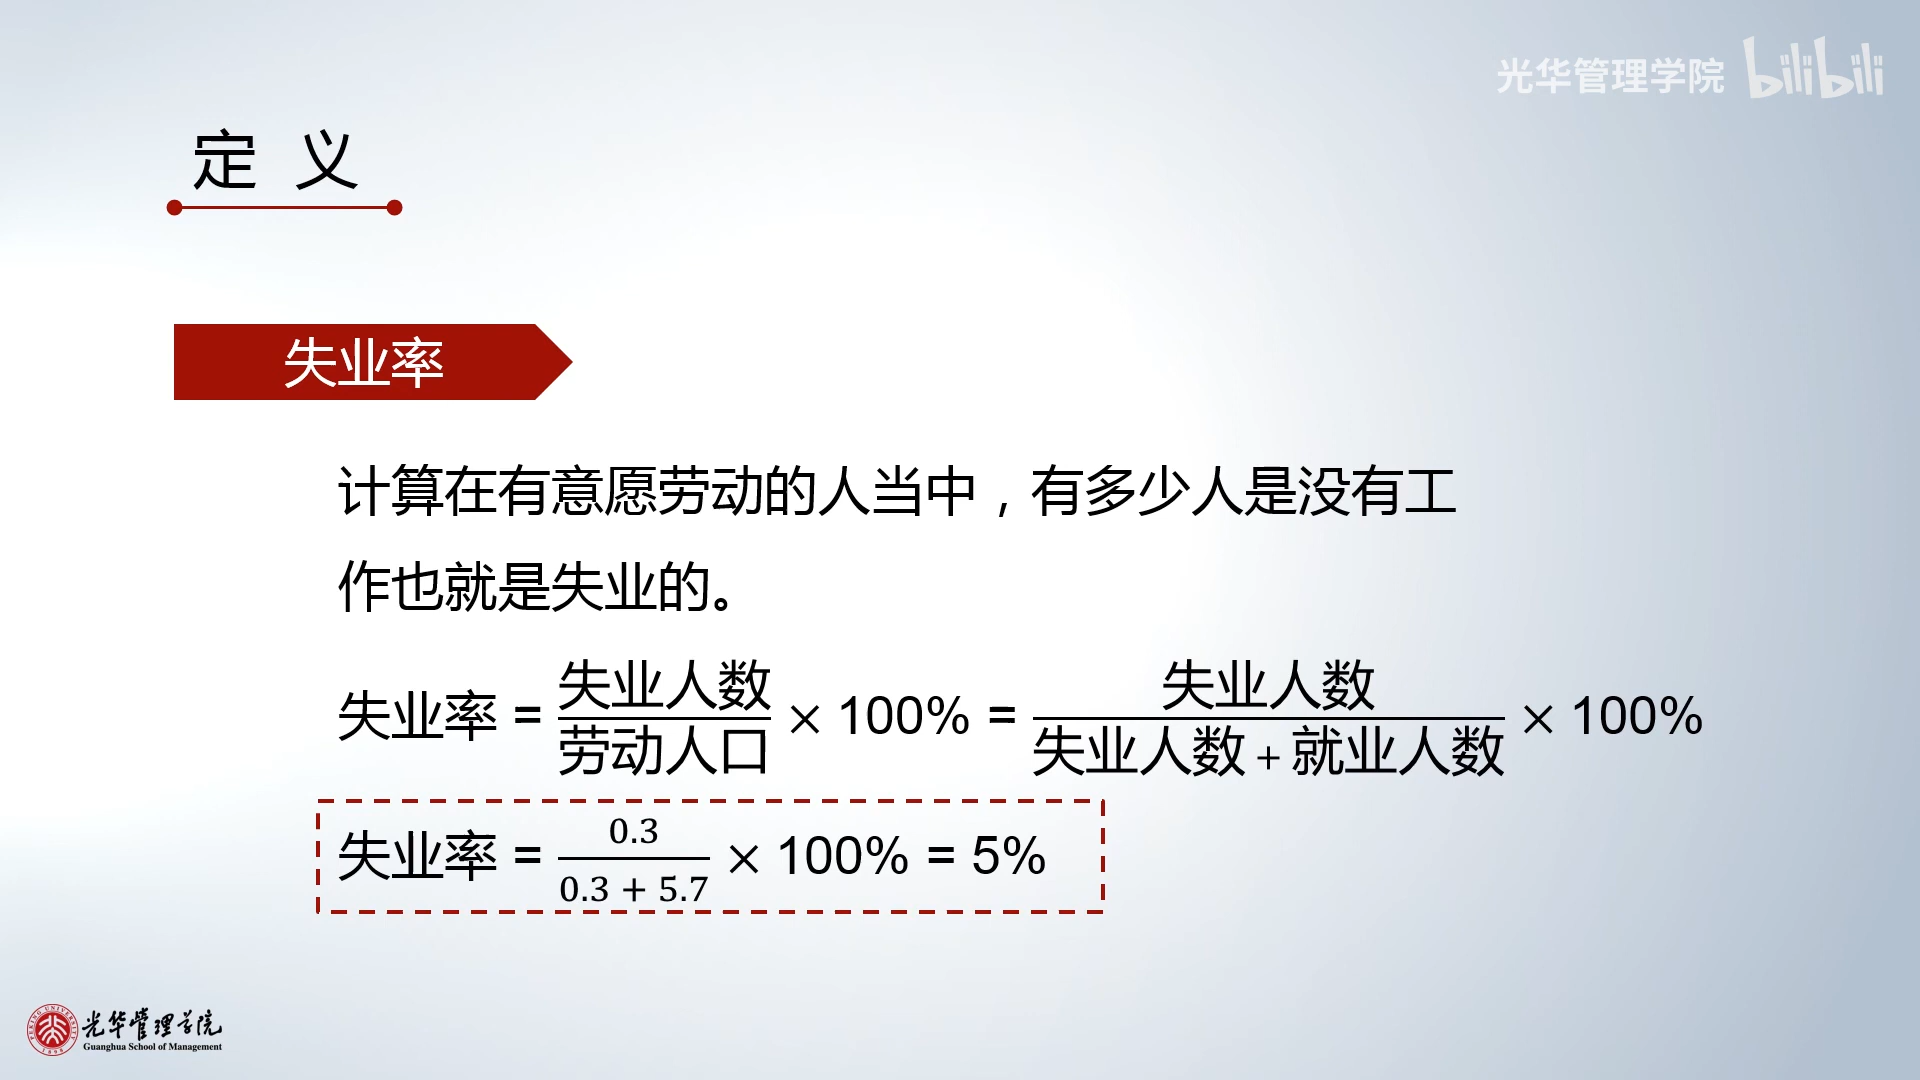 光华管理学院 bilibili
定 义
失业率
计算在有意愿劳动的人当中，有多少人是没有工
作也就是失业的。
失业率 = 失业人数/劳动人口 × 100% = 失业人数/失业人数+就业人数 × 100%
失业率 = 0.3/0.3 + 5.7 × 100% = 5%
PEKING UNIVERSITY 1898
光华管理学院
Guanghua School of Management